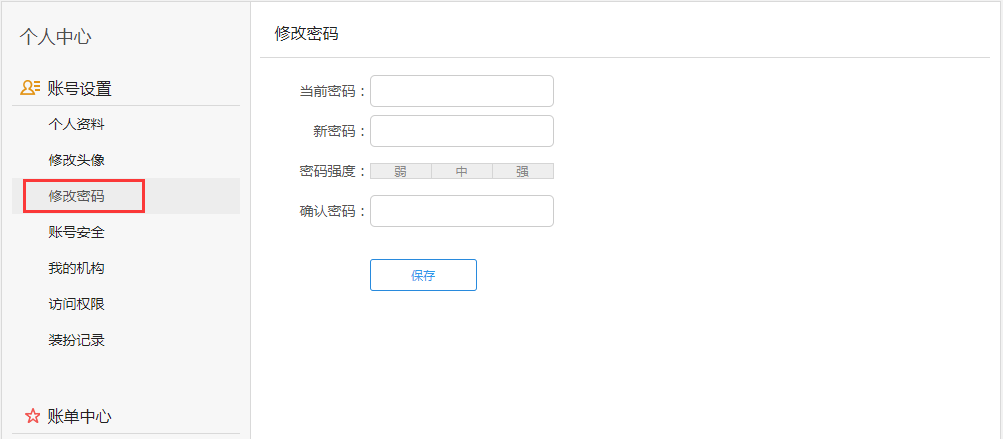 个人中心
账号设置
个人资料
修改头像
修改密码
账号安全
我的机构
访问权限
装扮记录
账单中心
修改密码
当前密码：
新密码：
密码强度： 弱 中 强
确认密码：
保存